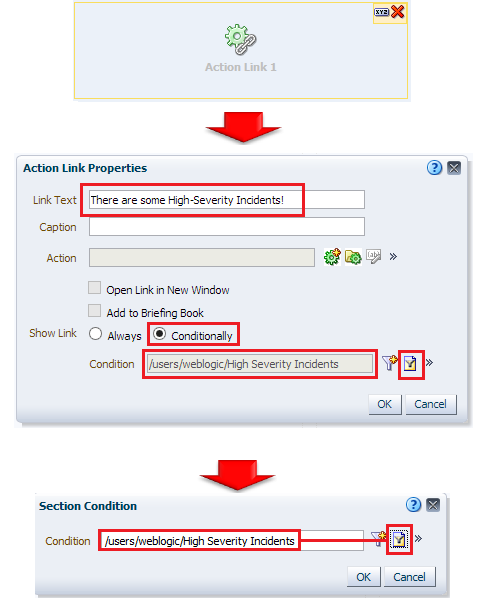 XYZ
Action Link 1
Action Link Properties
Link Text There are some High-Severity Incidents!
Caption
Action
Open Link in New Window
Add to Briefing Book
Show Link Always Conditionally
Condition /users/weblogic/High Severity Incidents
OK Cancel
Section Condition
Condition /users/weblogic/High Severity Incidents
OK Cancel